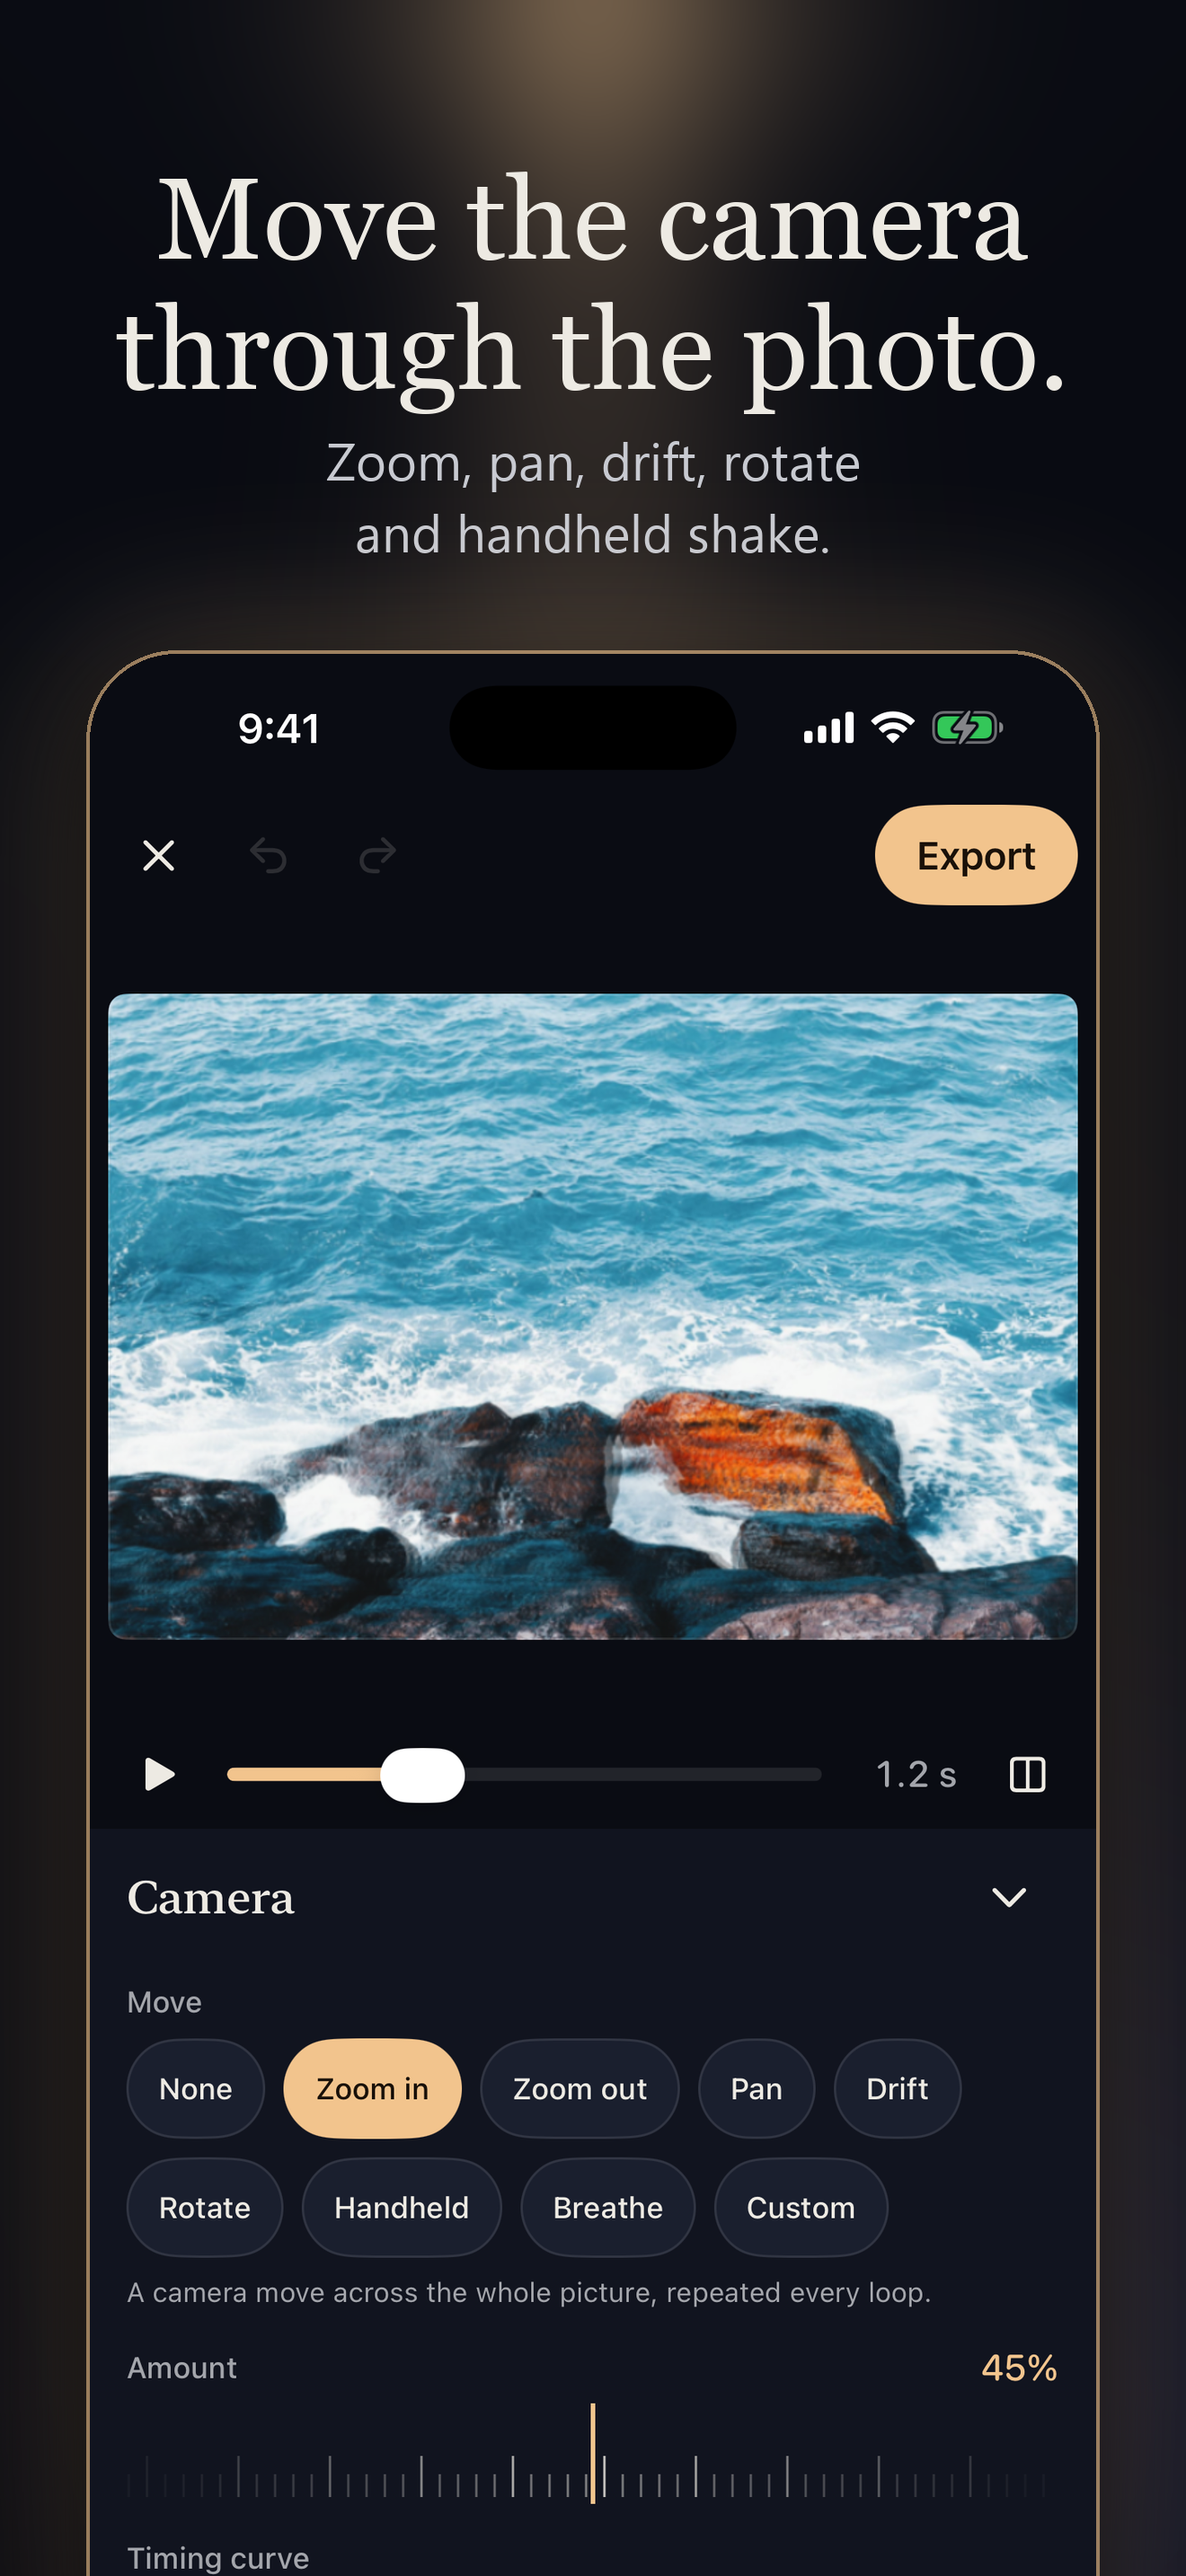 Move the camera
through the photo.
Zoom, pan, drift, rotate
and handheld shake.
9:41
Export
1.2 s
Camera
Move
None Zoom in Zoom out Pan Drift
Rotate Handheld Breathe Custom
A camera move across the whole picture, repeated every loop.
Amount 45%
Timing curve